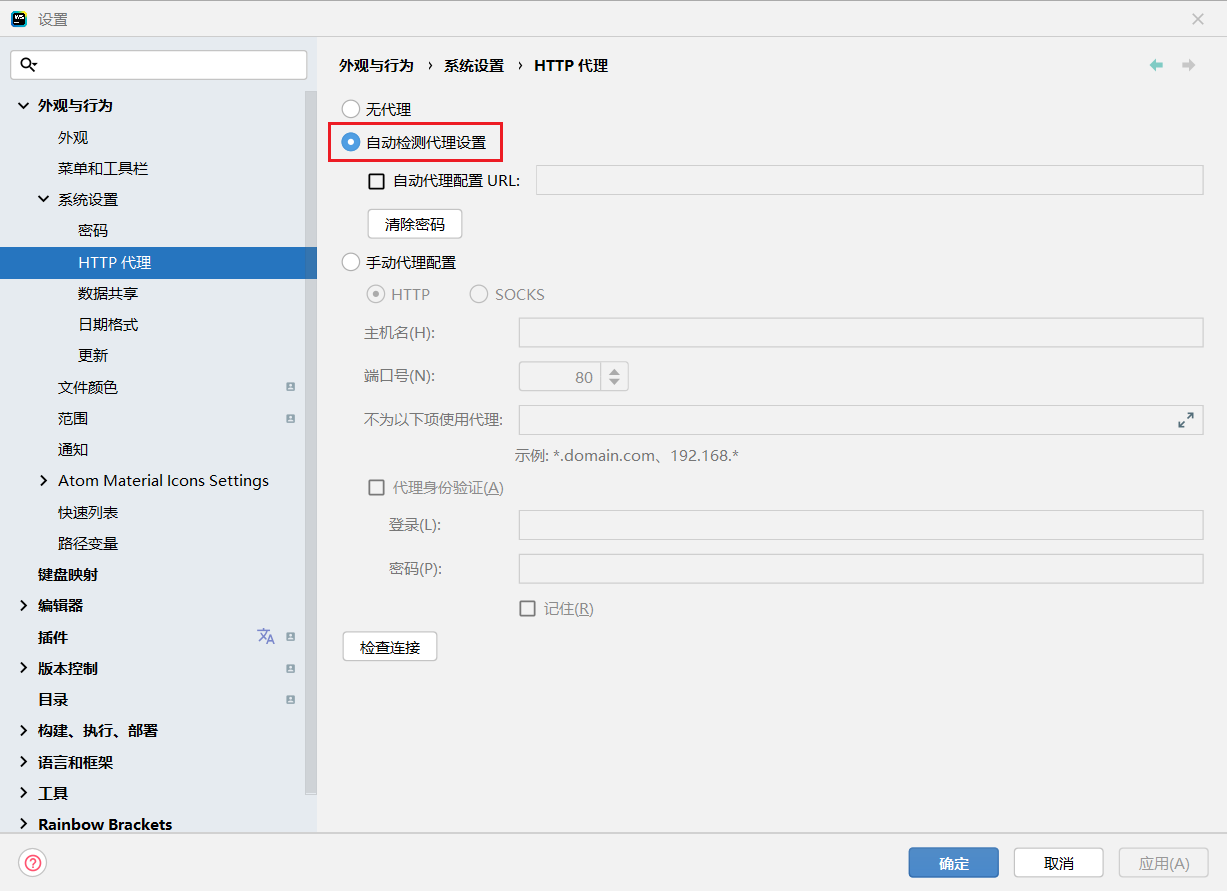 WS 设置
外观与行为 › 系统设置 › HTTP 代理
外观与行为
外观
菜单和工具栏
系统设置
密码
HTTP 代理
数据共享
日期格式
更新
文件颜色
范围
通知
Atom Material Icons Settings
快速列表
路径变量
键盘映射
编辑器
插件
版本控制
目录
构建、执行、部署
语言和框架
工具
Rainbow Brackets
无代理
自动检测代理设置
自动代理配置 URL:
清除密码
手动代理配置
HTTP SOCKS
主机名(H):
端口号(N): 80
不为以下项使用代理:
示例: *.domain.com、192.168.*
代理身份验证(A)
登录(L):
密码(P):
记住(R)
检查连接
? 确定 取消 应用(A)